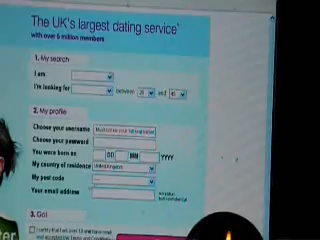 The UK's largest dating service*
with over 5 million members
1. My search
I am
I'm looking for between 25 and 45
2. My profile
Choose your username
Choose your password
You were born on DD MM YYYY
My country of residence United Kingdom
My post code
Your email address
3. Go!